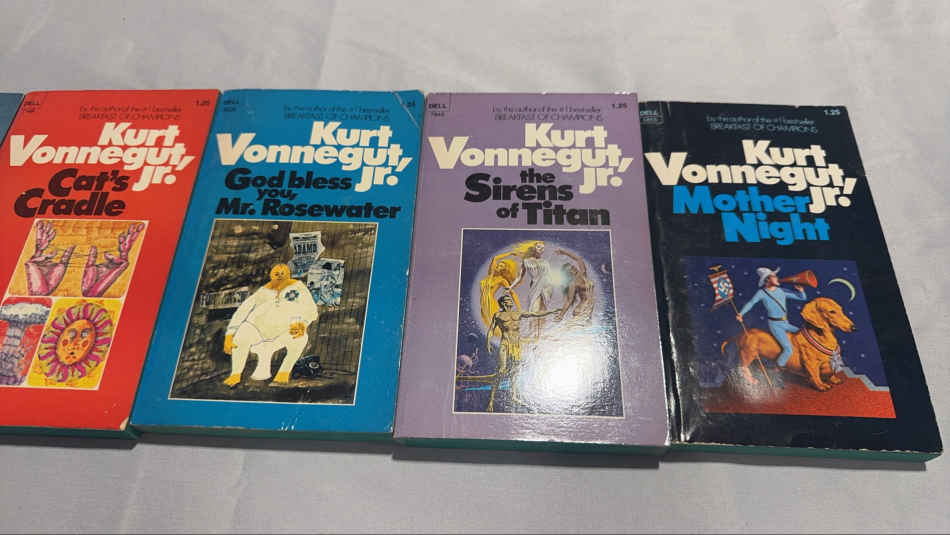 DELL
1.25
by the author of the #1 bestseller
BREAKFAST OF CHAMPIONS
Kurt
Vonnegut,
Jr.
Cat's
Cradle
DELL
by the author of the #1 bestseller
BREAKFAST OF CHAMPIONS
Kurt
Vonnegut,
Jr.
God bless
you,
Mr. Rosewater
DELL
1.25
by the author of the #1 bestseller
BREAKFAST OF CHAMPIONS
Kurt
Vonnegut,
Jr.
the
Sirens
of Titan
DELL
1.25
by the author of the #1 bestseller
BREAKFAST OF CHAMPIONS
Kurt
Vonnegut,
Jr.
Mother
Night